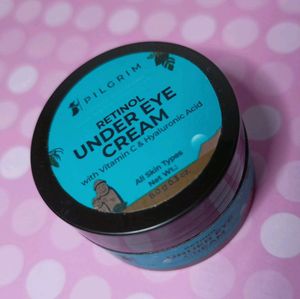 PILGRIM
RETINOL
UNDER EYE
CREAM
with Vitamin C & Hyaluronic Acid
All Skin Types
Net Wt.: